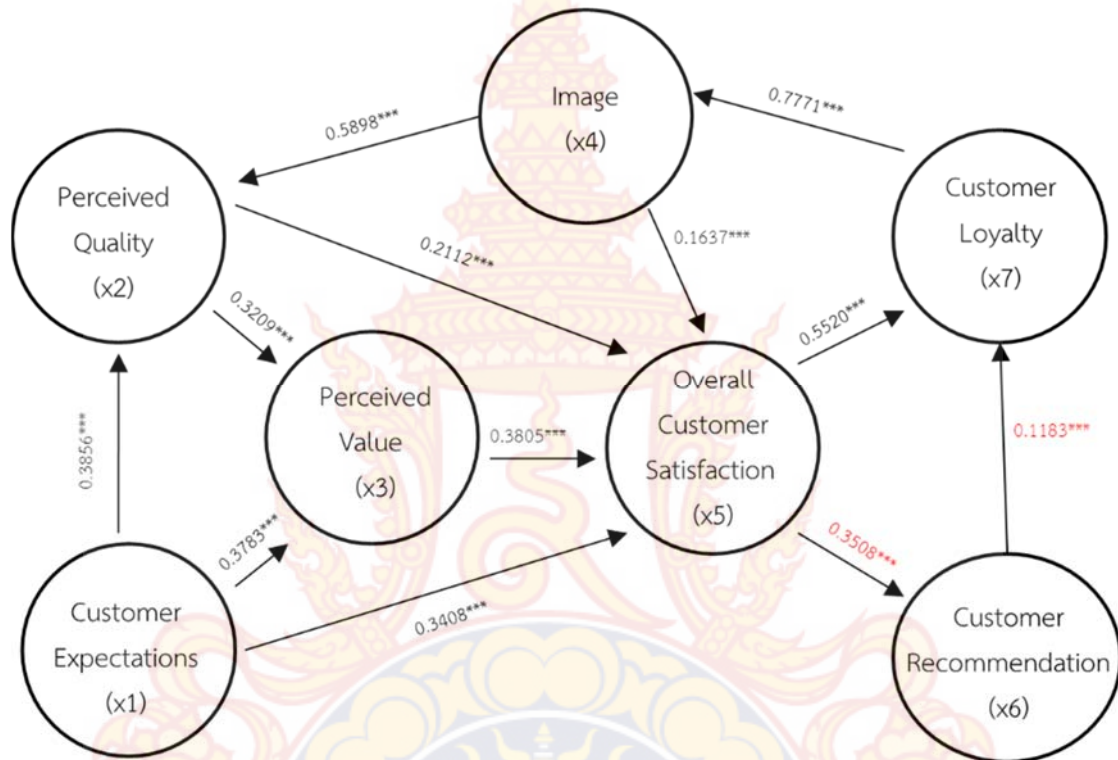 Image
(x4)
0.7771***
0.5898***
Perceived
Quality
(x2)
Customer
Loyalty
(x7)
0.2112***
0.1637***
0.3209***
0.5520***
Perceived
Value
(x3)
Overall
Customer
Satisfaction
(x5)
0.3805***
0.1183***
0.3856***
0.3783***
0.3508***
0.3408***
Customer
Expectations
(x1)
Customer
Recommendation
(x6)